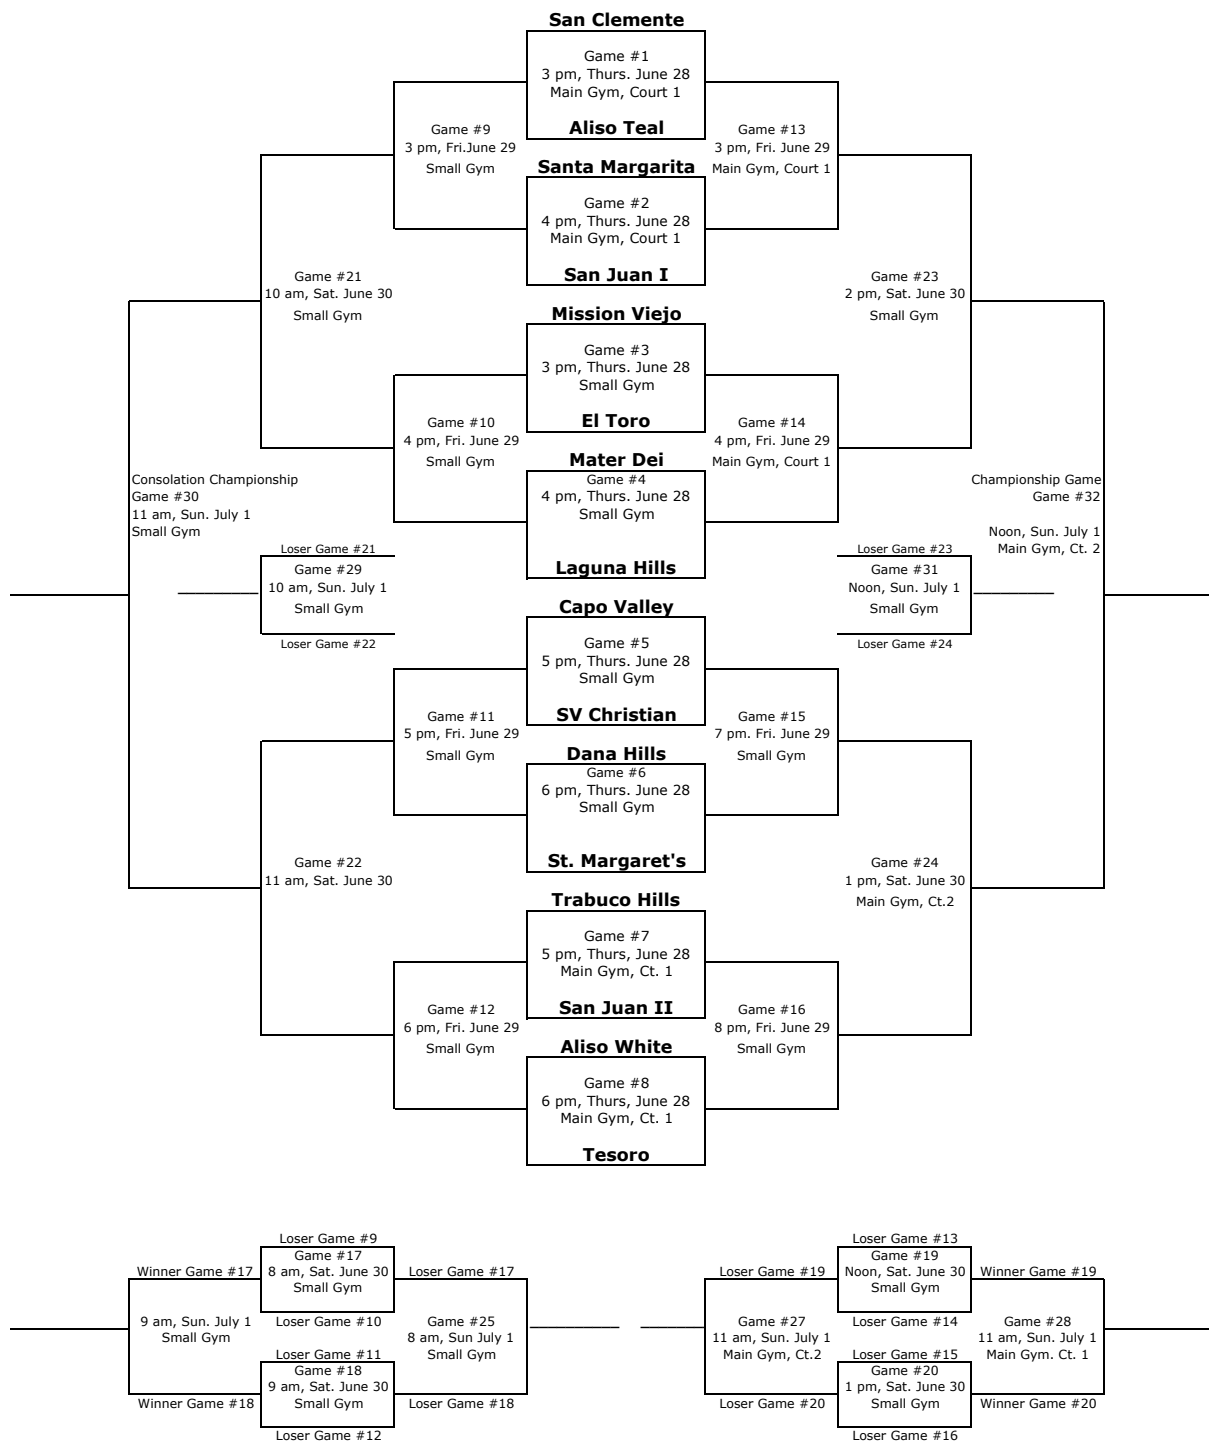 San Clemente
Game #1
3 pm, Thurs. June 28
Main Gym, Court 1
Aliso Teal
Game #9
3 pm, Fri.June 29
Small Gym
Game #13
3 pm, Fri. June 29
Main Gym, Court 1
Santa Margarita
Game #2
4 pm, Thurs. June 28
Main Gym, Court 1
San Juan I
Game #21
10 am, Sat. June 30
Small Gym
Game #23
2 pm, Sat. June 30
Small Gym
Mission Viejo
Game #3
3 pm, Thurs. June 28
Small Gym
El Toro
Game #10
4 pm, Fri. June 29
Small Gym
Game #14
4 pm, Fri. June 29
Main Gym, Court 1
Mater Dei
Game #4
4 pm, Thurs. June 28
Small Gym
Laguna Hills
Consolation Championship
Game #30
11 am, Sun. July 1
Small Gym
Championship Game
Game #32
Noon, Sun. July 1
Main Gym, Ct. 2
Loser Game #21
Game #29
10 am, Sun. July 1
Small Gym
Loser Game #22
Loser Game #23
Game #31
Noon, Sun. July 1
Small Gym
Loser Game #24
Capo Valley
Game #5
5 pm, Thurs. June 28
Small Gym
SV Christian
Game #11
5 pm, Fri. June 29
Small Gym
Game #15
7 pm. Fri. June 29
Small Gym
Dana Hills
Game #6
6 pm, Thurs. June 28
Small Gym
St. Margaret's
Game #22
11 am, Sat. June 30
Game #24
1 pm, Sat. June 30
Main Gym, Ct.2
Trabuco Hills
Game #7
5 pm, Thurs, June 28
Main Gym, Ct. 1
San Juan II
Game #12
6 pm, Fri. June 29
Small Gym
Game #16
8 pm, Fri. June 29
Small Gym
Aliso White
Game #8
6 pm, Thurs, June 28
Main Gym, Ct. 1
Tesoro
Loser Game #9
Game #17
8 am, Sat. June 30
Small Gym
Loser Game #10
Winner Game #17
9 am, Sun. July 1
Small Gym
Winner Game #18
Loser Game #11
Game #18
9 am, Sat. June 30
Small Gym
Loser Game #12
Loser Game #17
Game #25
8 am, Sun July 1
Small Gym
Loser Game #18
Loser Game #19
Game #27
11 am, Sun. July 1
Main Gym, Ct.2
Loser Game #20
Loser Game #13
Game #19
Noon, Sat. June 30
Small Gym
Loser Game #14
Loser Game #15
Game #20
1 pm, Sat. June 30
Small Gym
Loser Game #16
Winner Game #19
Game #28
11 am, Sun. July 1
Main Gym. Ct. 1
Winner Game #20